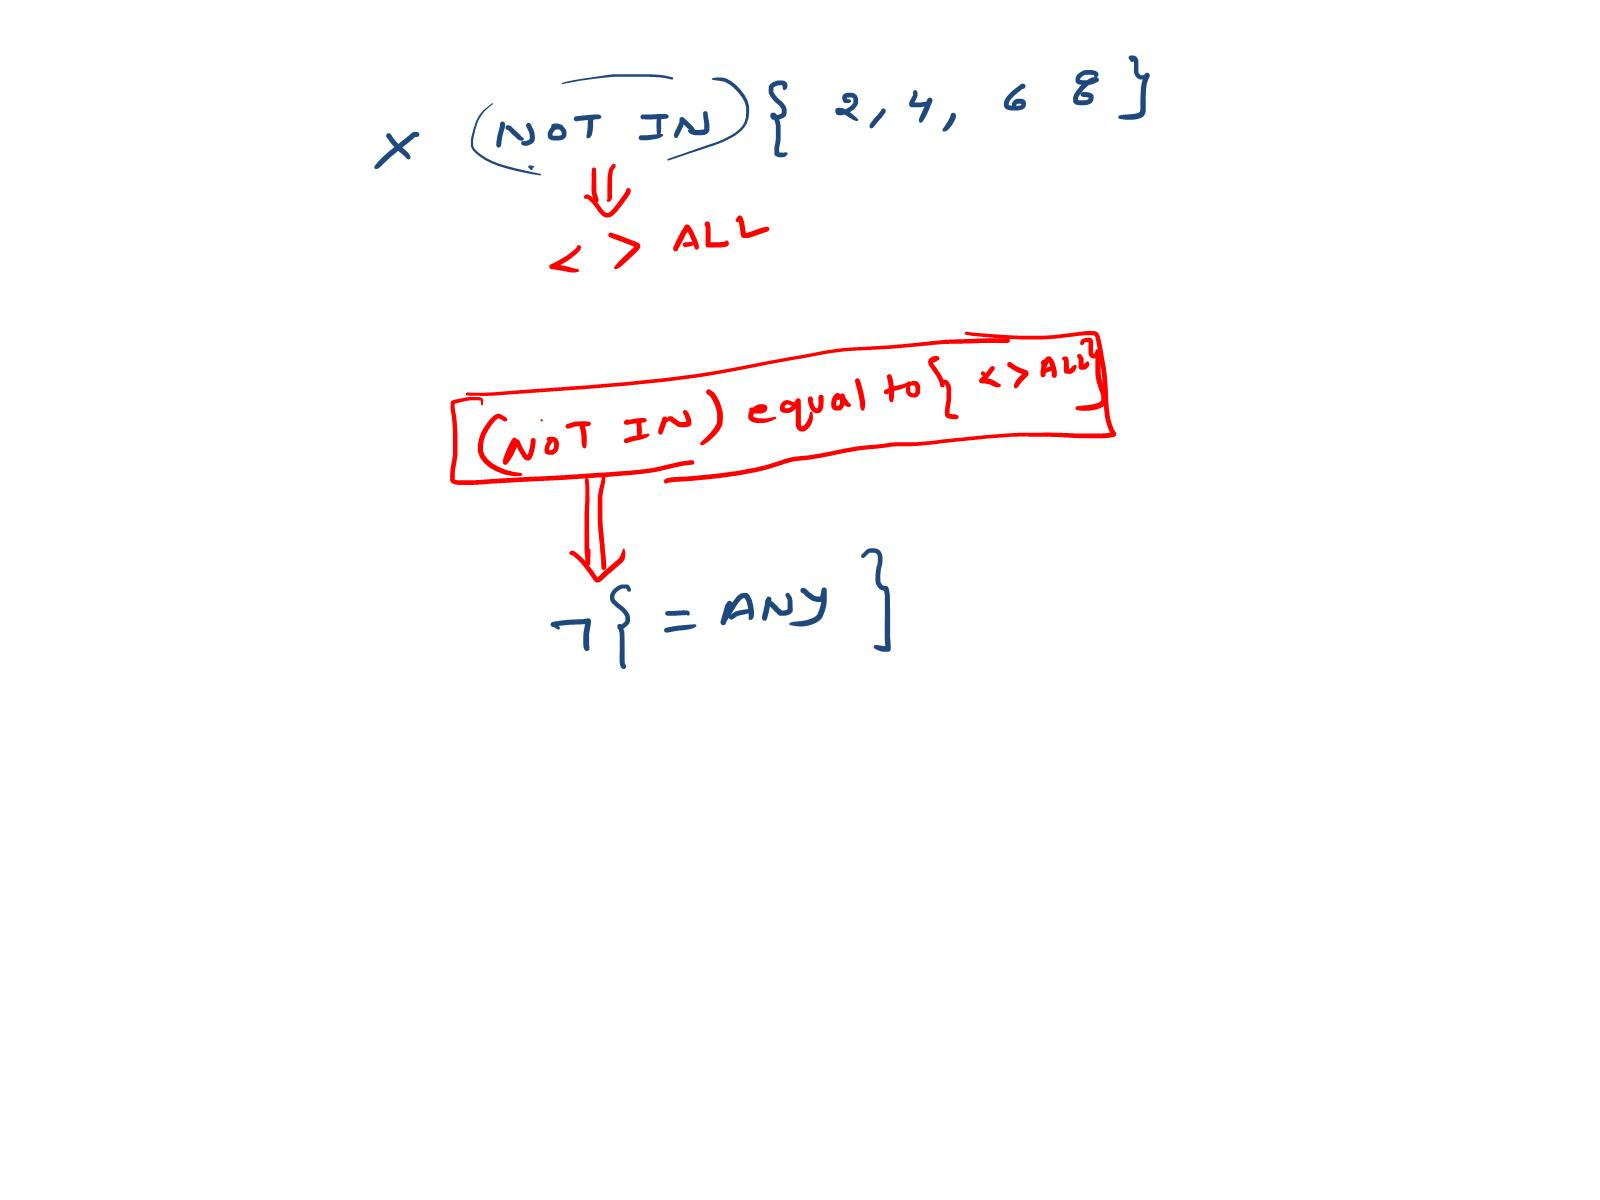 x (NOT IN) { 2, 4, 6 8 }
⇓
< > ALL
(NOT IN) equal to { < > ALL }
⇓
¬ { = ANY }